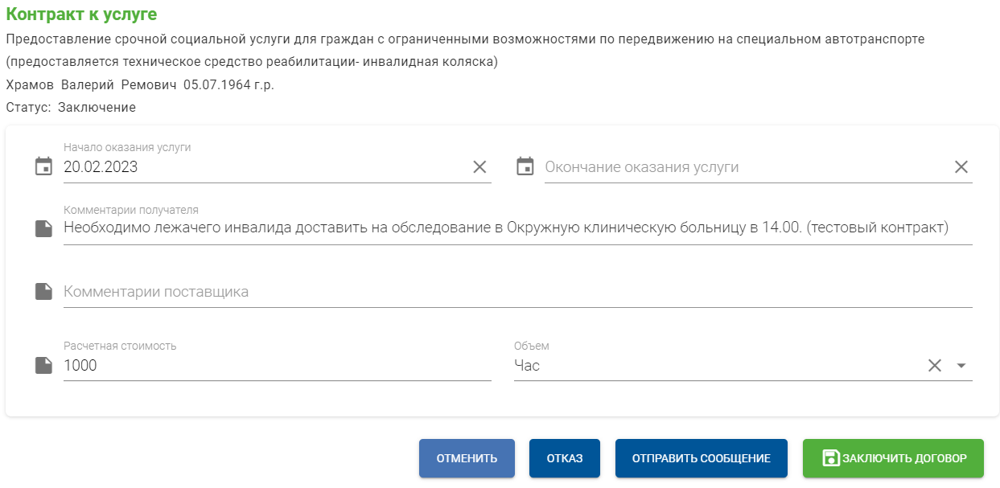 Контракт к услуге
Предоставление срочной социальной услуги для граждан с ограниченными возможностями по передвижению на специальном автотранспорте
(предоставляется техническое средство реабилитации- инвалидная коляска)
Храмов Валерий Ремович 05.07.1964 г.р.
Статус: Заключение
Начало оказания услуги
20.02.2023
Окончание оказания услуги
Комментарии получателя
Необходимо лежачего инвалида доставить на обследование в Окружную клиническую больницу в 14.00. (тестовый контракт)
Комментарии поставщика
Расчетная стоимость
1000
Объем
Час
ОТМЕНИТЬ
ОТКАЗ
ОТПРАВИТЬ СООБЩЕНИЕ
ЗАКЛЮЧИТЬ ДОГОВОР